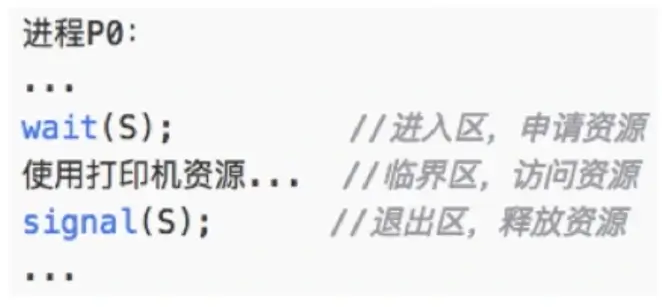 进程P0:
...
wait(S); //进入区，申请资源
使用打印机资源... //临界区，访问资源
signal(S); //退出区，释放资源
...